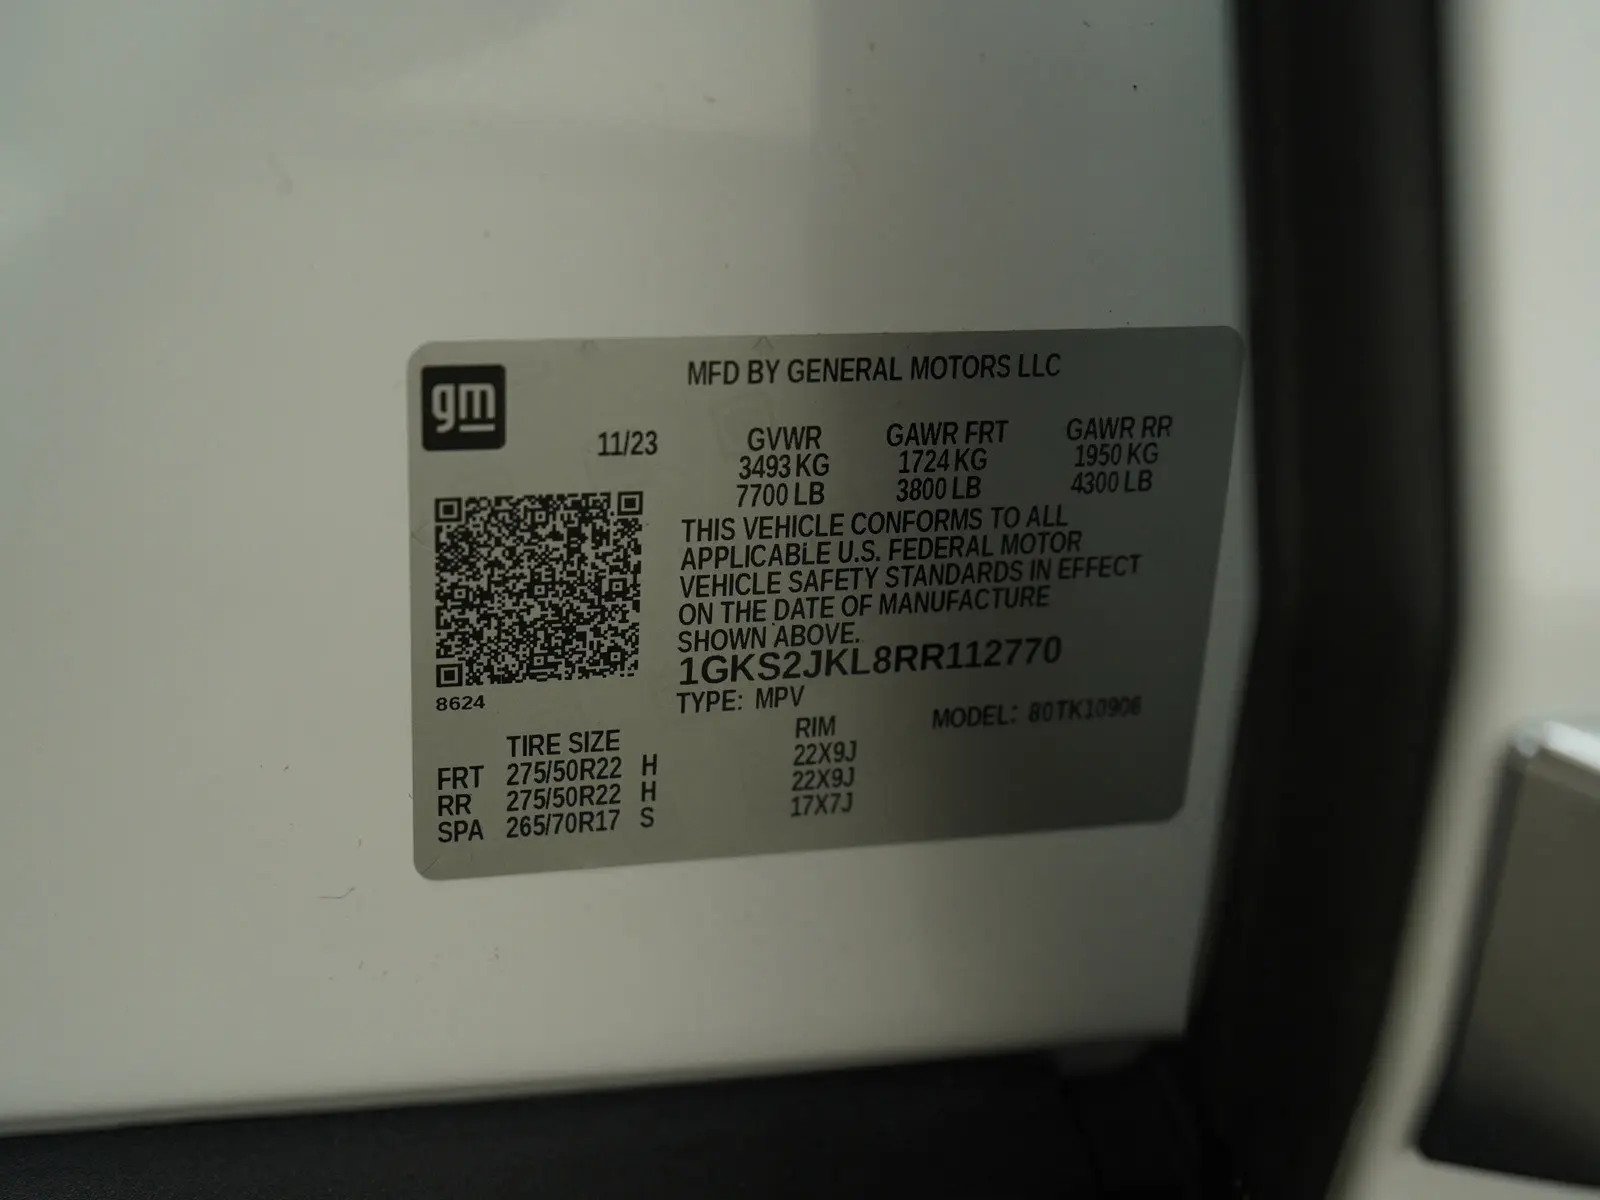 gm
MFD BY GENERAL MOTORS LLC
11/23 GVWR GAWR FRT GAWR RR
3493 KG 1724 KG 1950 KG
7700 LB 3800 LB 4300 LB
THIS VEHICLE CONFORMS TO ALL
APPLICABLE U.S. FEDERAL MOTOR
VEHICLE SAFETY STANDARDS IN EFFECT
ON THE DATE OF MANUFACTURE
SHOWN ABOVE.
1GKS2JKL8RR112770
8624
TYPE: MPV
MODEL:
TIRE SIZE RIM
FRT 275/50R22 H 22X9J
RR 275/50R22 H 22X9J
SPA 265/70R17 S 17X7J